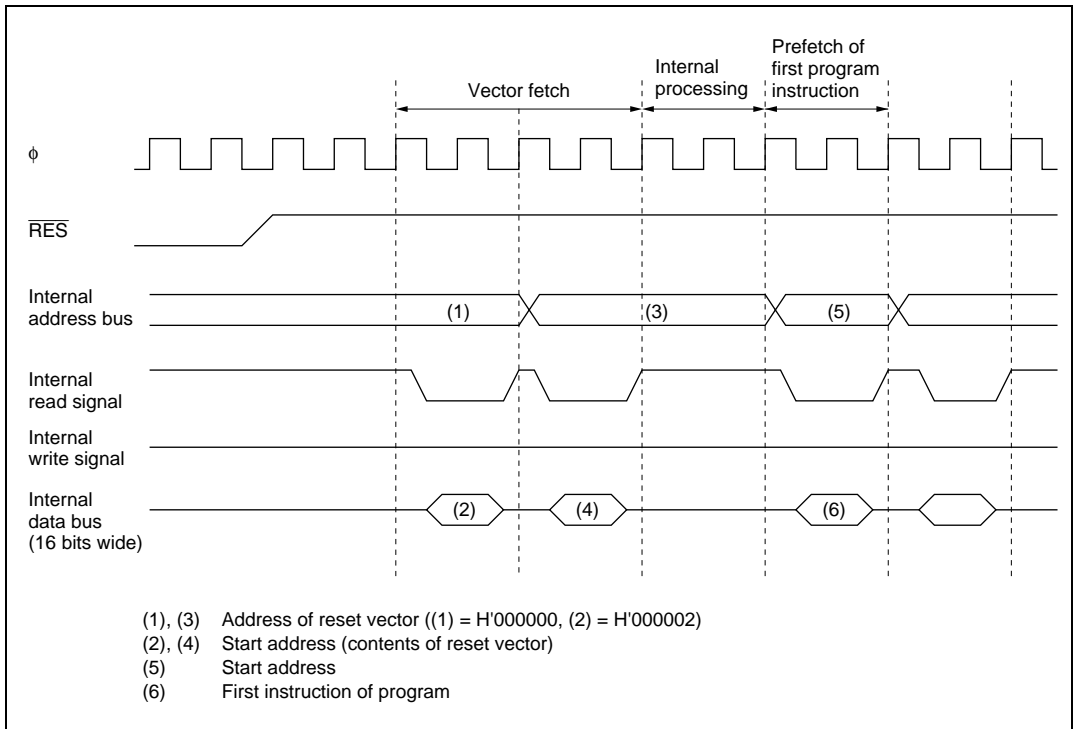 Prefetch of
first program
instruction
Internal
processing
Vector fetch
φ
RES
Internal
address bus
(1)
(3)
(5)
Internal
read signal
Internal
write signal
Internal
data bus
(16 bits wide)
(2)
(4)
(6)
(1), (3) Address of reset vector ((1) = H'000000, (2) = H'000002)
(2), (4) Start address (contents of reset vector)
(5) Start address
(6) First instruction of program